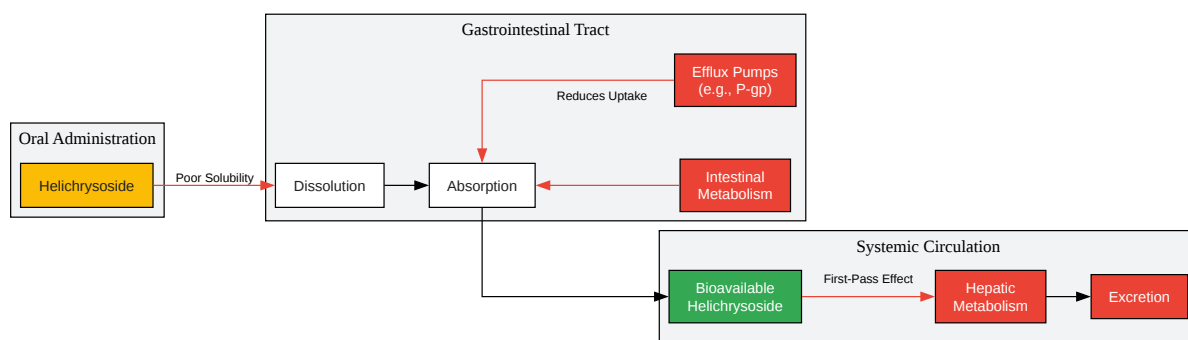 Gastrointestinal Tract
Efflux Pumps
(e.g., P-gp)
Reduces Uptake
Oral Administration
Helichrysoside
Poor Solubility
Dissolution
Absorption
Intestinal
Metabolism
Systemic Circulation
Bioavailable
Helichrysoside
First-Pass Effect
Hepatic
Metabolism
Excretion